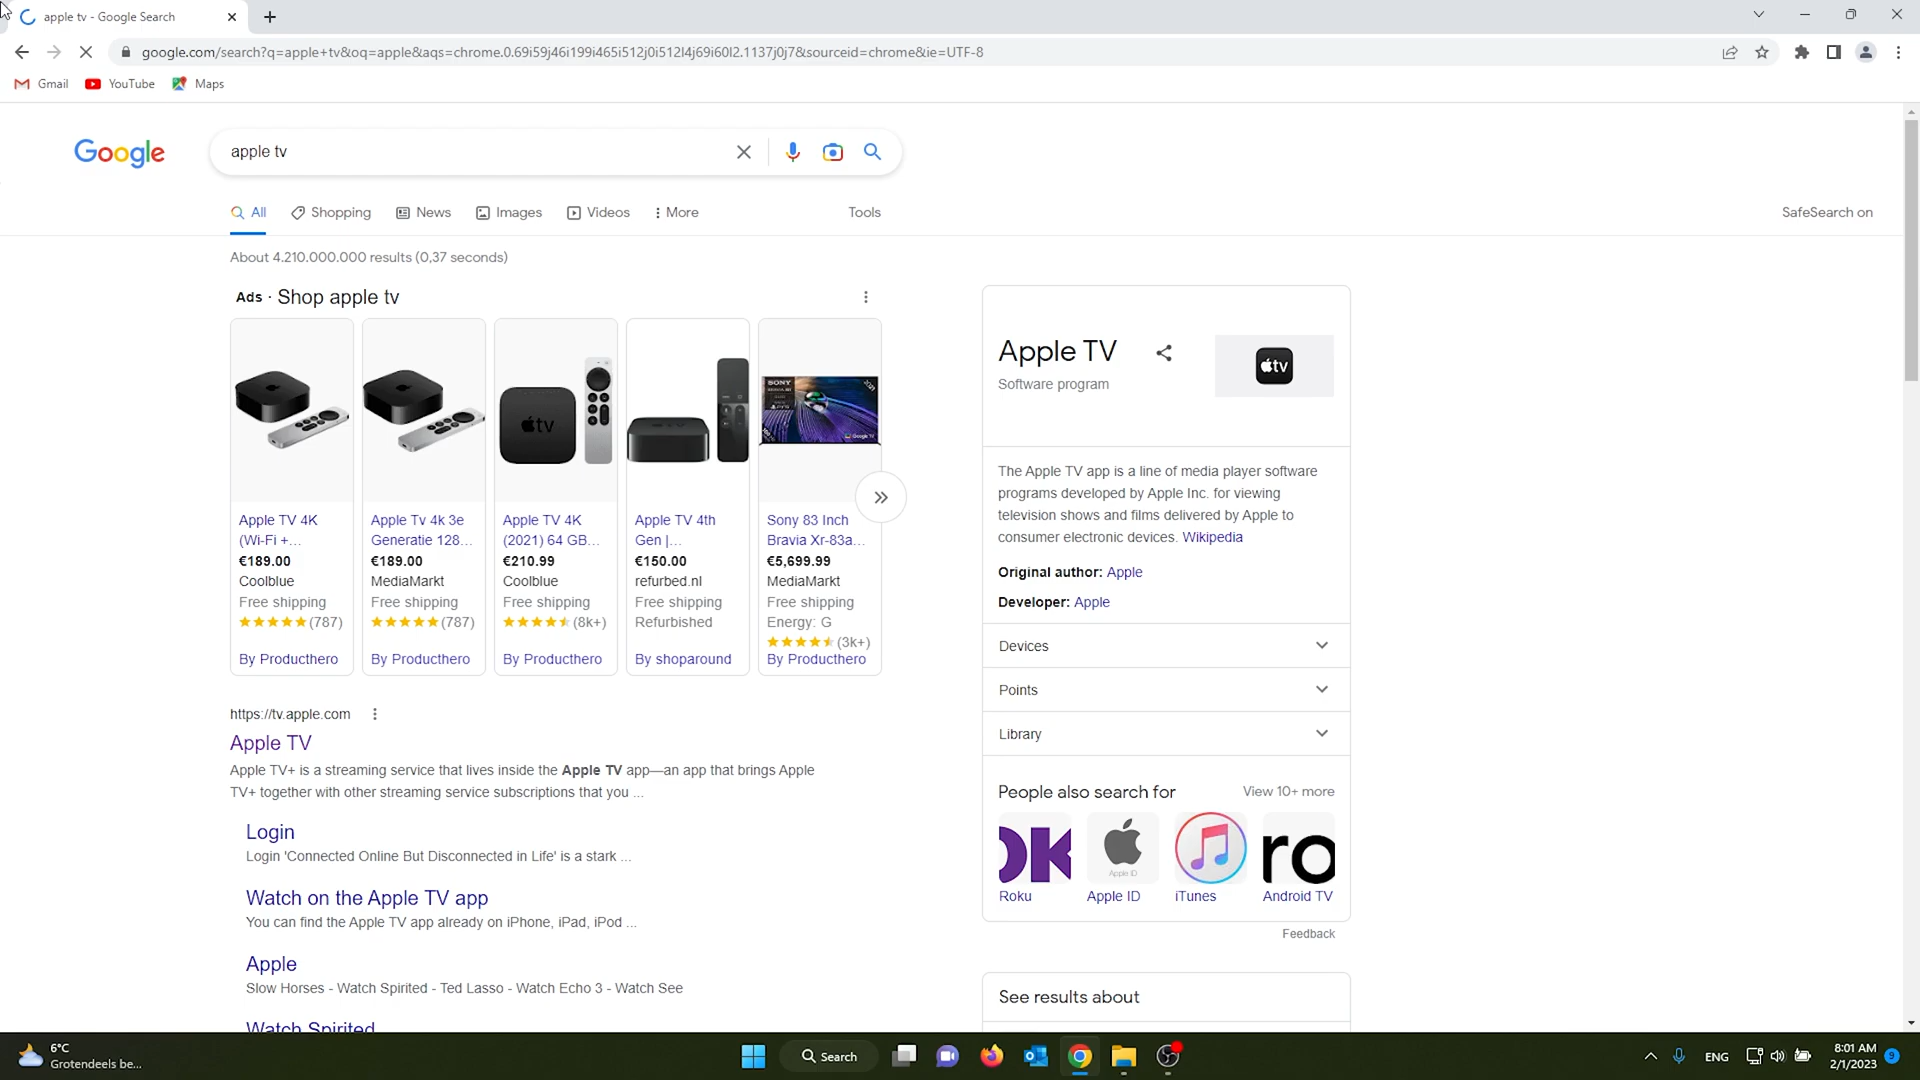 apple tv - Google Search
google.com/search?q=apple+tv&oq=apple&aqs=chrome.0.69i59j46i199i465i512j0i512l4j69i60l2.1137j0j7&sourceid=chrome&ie=UTF-8
Gmail YouTube Maps
Google
apple tv
All Shopping News Images Videos More Tools SafeSearch on
About 4.210.000.000 results (0,37 seconds)
Ads · Shop apple tv
Apple TV 4K (Wi-Fi +...
€189.00
Coolblue
Free shipping
(787)
By Producthero
Apple Tv 4k 3e Generatie 128...
€189.00
MediaMarkt
Free shipping
(787)
By Producthero
tv
Apple TV 4K (2021) 64 GB...
€210.99
Coolblue
Free shipping
(8k+)
By Producthero
Apple TV 4th Gen |...
€150.00
refurbed.nl
Free shipping
Refurbished
By shoparound
SONY
Sony 83 Inch Bravia Xr-83a...
€5,699.99
MediaMarkt
Free shipping
Energy: G
(3k+)
By Producthero
https://tv.apple.com
Apple TV
Apple TV+ is a streaming service that lives inside the Apple TV app—an app that brings Apple
TV+ together with other streaming service subscriptions that you ...
Login
Login 'Connected Online But Disconnected in Life' is a stark ...
Watch on the Apple TV app
You can find the Apple TV app already on iPhone, iPad, iPod ...
Apple
Slow Horses - Watch Spirited - Ted Lasso - Watch Echo 3 - Watch See
Watch Spirited
Apple TV
Software program
tv
The Apple TV app is a line of media player software
programs developed by Apple Inc. for viewing
television shows and films delivered by Apple to
consumer electronic devices. Wikipedia
Original author: Apple
Developer: Apple
Devices
Points
Library
People also search for View 10+ more
Apple ID
ro
Roku Apple ID iTunes Android TV
Feedback
See results about
6°C
Grotendeels be...
Search
ENG
8:01 AM
2/1/2023
9